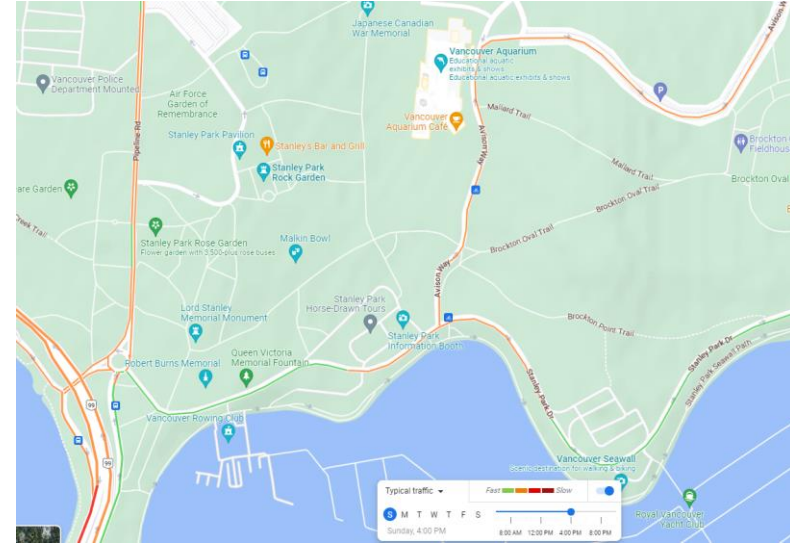 Japanese Canadian
War Memorial
Avison
Vancouver Aquarium
Educational aquatic
exhibits & shows
Educational aquatic exhibits & shows
Vancouver Police
Department Mounted
P
Air Force
Garden of
Remembrance
Mallard Trail
Vancouver
Aquarium Cafe
Pipeline Rd
Stanley Park Pavilion
Stanley's Bar and Grill
Avison Way
Brockton
Fieldhous
Stanley Park
Rock Garden
Mallard Trail
Brockton Oval
are Garden
Brockton Oval Trail
Creek Trail
Malkin Bowl
Stanley Park Rose Garden
Flower garden with 3,500-plus rose buses
Brockton Oval Trail
Avison Way
Stanley Park
Horse-Drawn Tours
Lord Stanley
Memorial Monument
Stanley Park
Information Booth
Brockton Point Trail
Robert Burns Memorial
Queen Victoria
Memorial Fountain
Stanley Park Dr
Stanley Park Seawall Path
Stanley Park Dr
99
Vancouver Rowing Club
99
Vancouver Seawall
Scenic destination for walking & biking
Royal Vancouver
Yacht Club
Typical traffic
Fast
Slow
S M T W T F S
Sunday, 4:00 PM
8:00 AM 12:00 PM 4:00 PM 8:00 PM